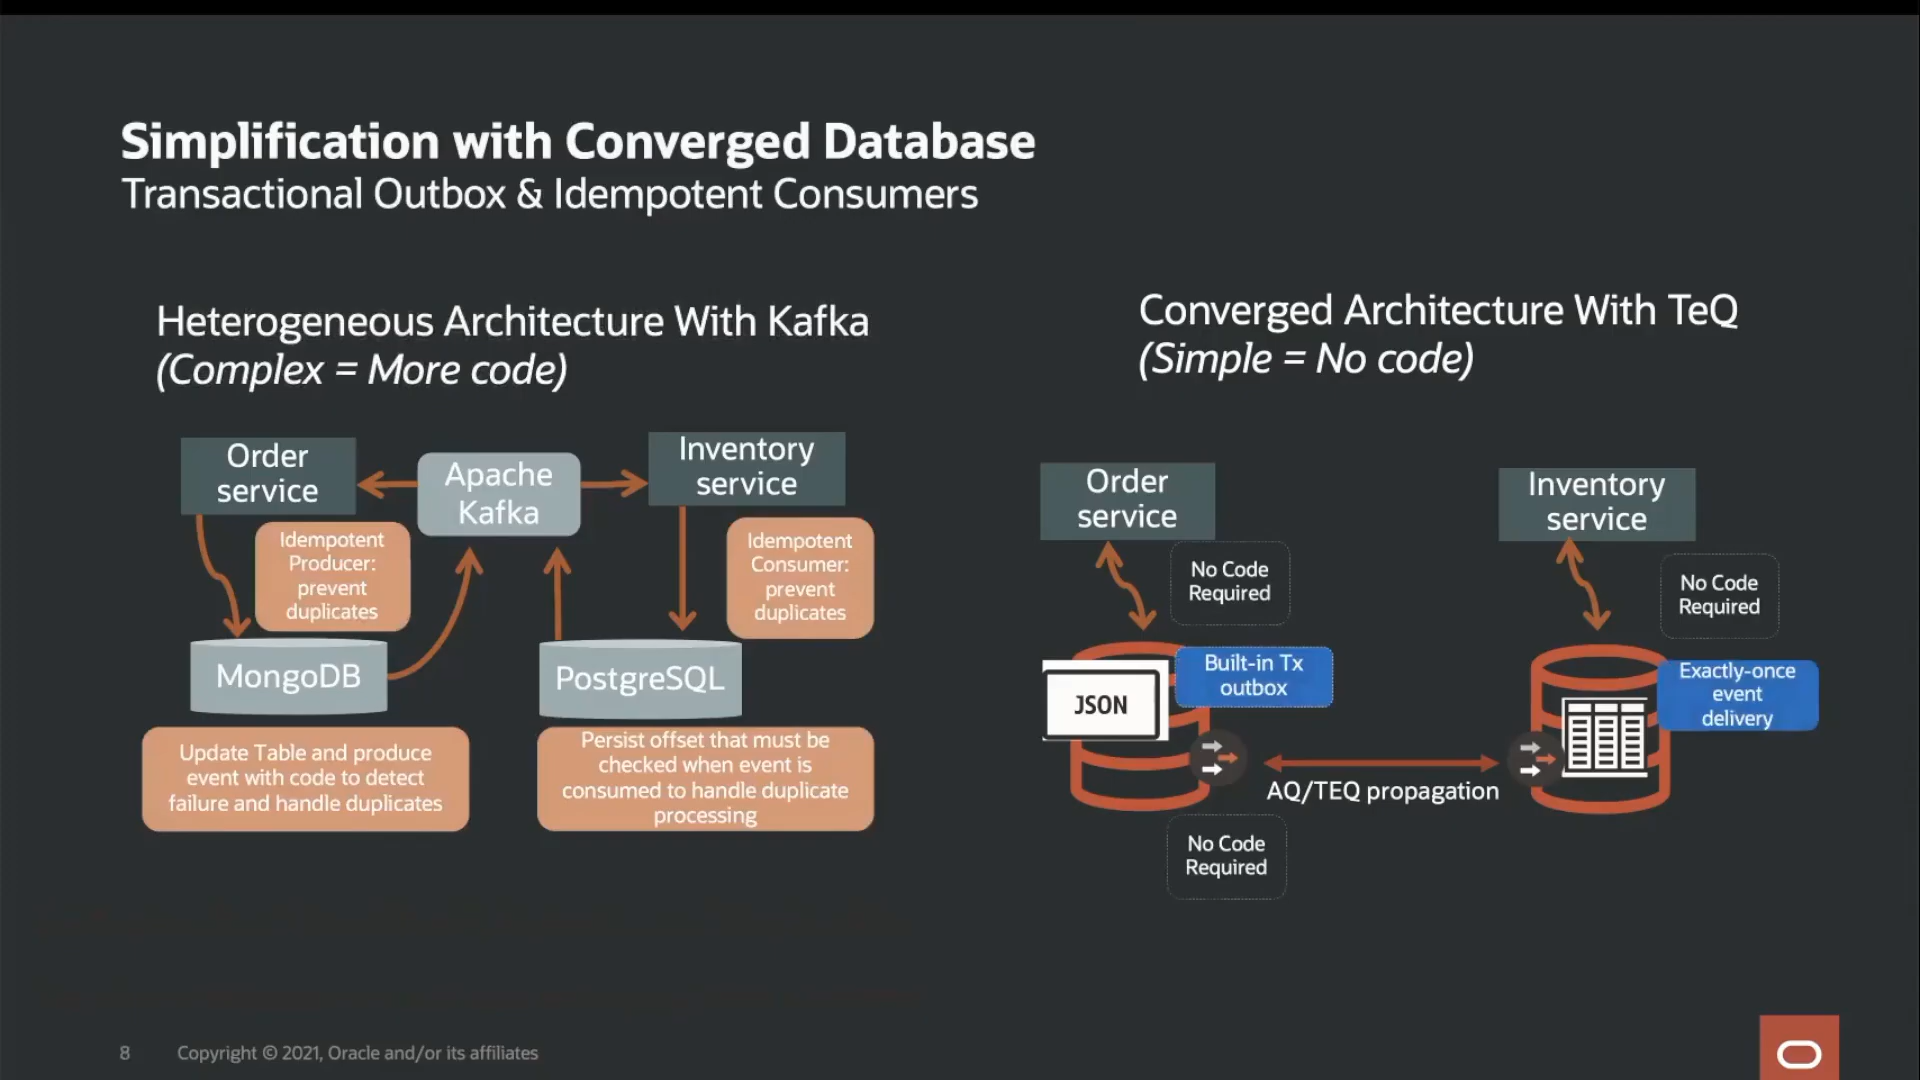 Simplification with Converged Database
Transactional Outbox & Idempotent Consumers
Heterogeneous Architecture With Kafka
(Complex = More code)
Order
service
Apache
Kafka
Inventory
service
Idempotent
Producer:
prevent
duplicates
Idempotent
Consumer:
prevent
duplicates
MongoDB
PostgreSQL
Update Table and produce
event with code to detect
failure and handle duplicates
Persist offset that must be
checked when event is
consumed to handle duplicate
processing
Converged Architecture With TeQ
(Simple = No code)
Order
service
Inventory
service
No Code
Required
No Code
Required
JSON
Built-in Tx
outbox
Exactly-once
event
delivery
AQ/TEQ propagation
No Code
Required
8
Copyright © 2021, Oracle and/or its affiliates